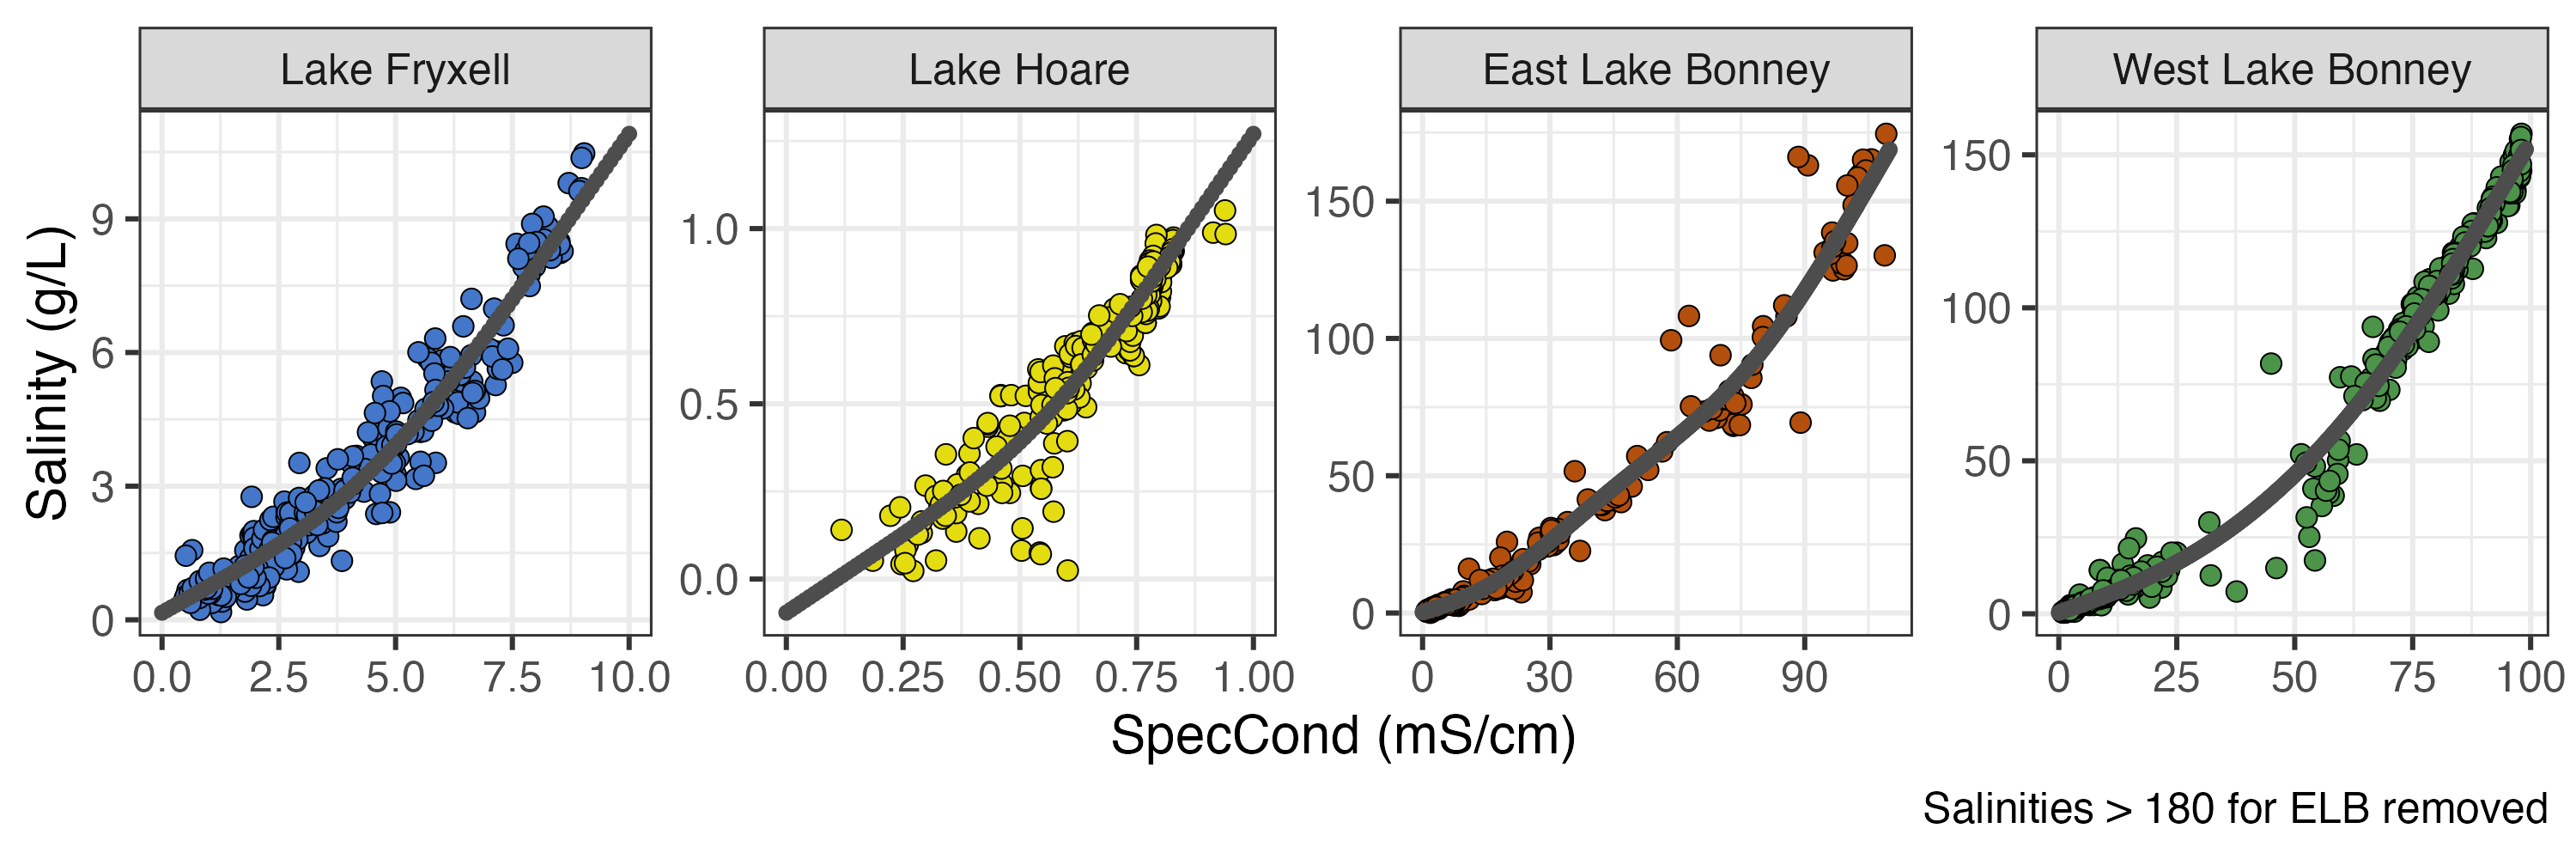 Lake Fryxell
Lake Hoare
East Lake Bonney
West Lake Bonney
Salinity (g/L)
9
6
3
0
0.0 2.5 5.0 7.5 10.0
1.0
0.5
0.0
0.00 0.25 0.50 0.75 1.00
150
100
50
0
0 30 60 90
150
100
50
0
0 25 50 75 100
SpecCond (mS/cm)
Salinities > 180 for ELB removed